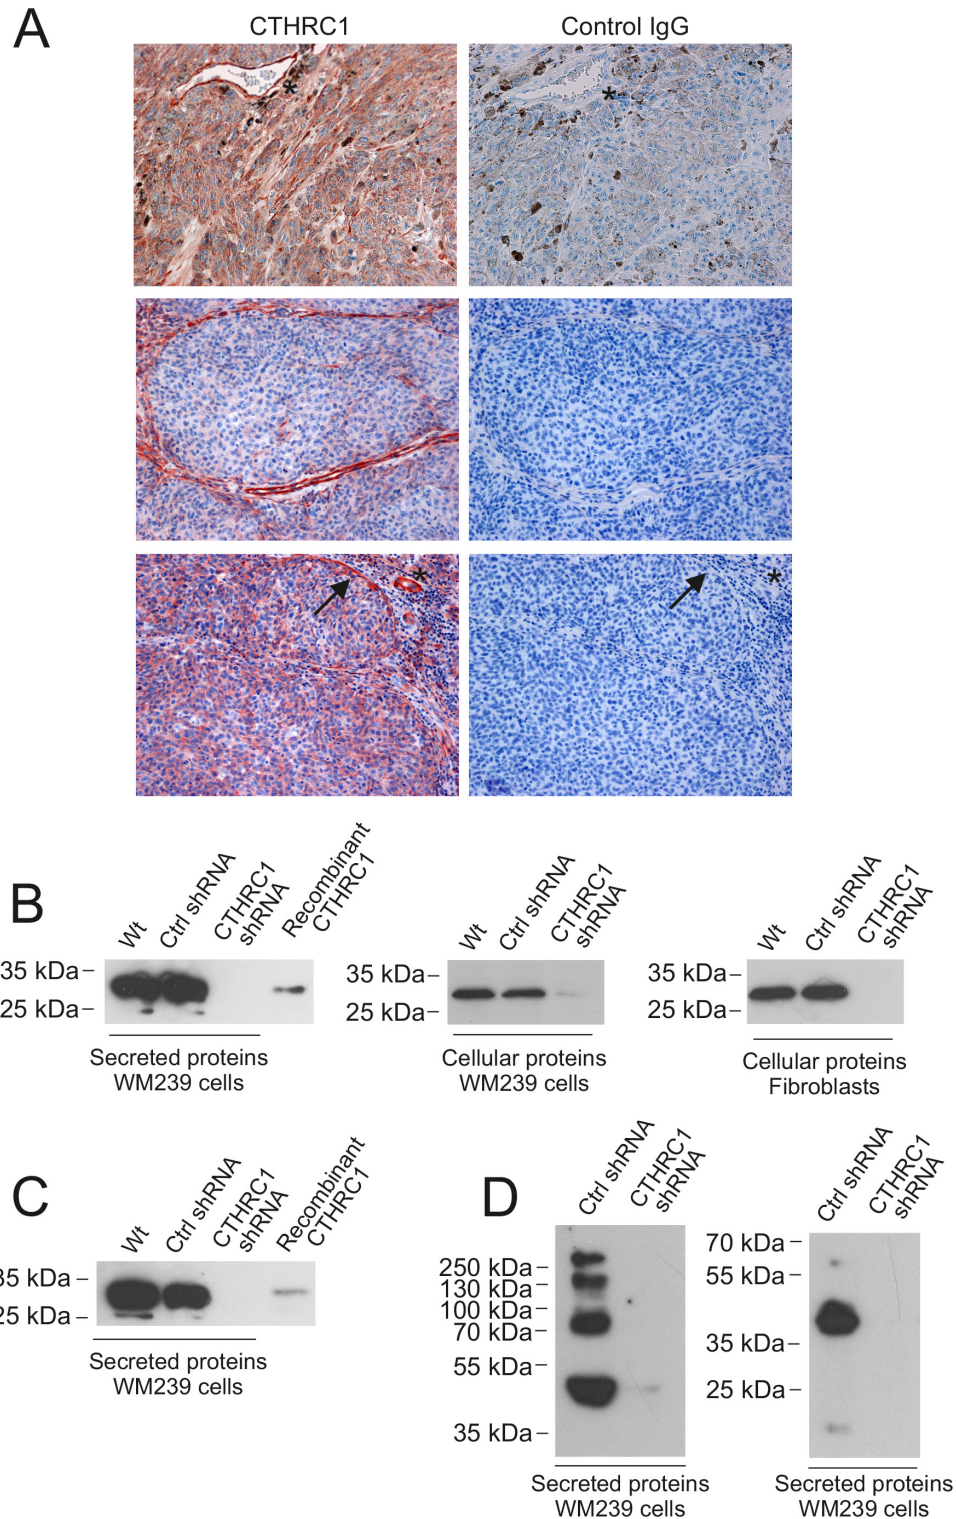 A
CTHRC1
Control IgG
*
*
*
*
B
Wt
Ctrl shRNA
CTHRC1
shRNA
Recombinant
CTHRC1
35 kDa
25 kDa
Secreted proteins
WM239 cells
Wt
Ctrl shRNA
CTHRC1
shRNA
35 kDa
25 kDa
Cellular proteins
WM239 cells
Wt
Ctrl shRNA
CTHRC1
shRNA
35 kDa
25 kDa
Cellular proteins
Fibroblasts
C
Wt
Ctrl shRNA
CTHRC1
shRNA
Recombinant
CTHRC1
35 kDa
25 kDa
Secreted proteins
WM239 cells
D
Ctrl shRNA
CTHRC1
shRNA
250 kDa
130 kDa
100 kDa
70 kDa
55 kDa
35 kDa
Secreted proteins
WM239 cells
Ctrl shRNA
CTHRC1
shRNA
70 kDa
55 kDa
35 kDa
25 kDa
Secreted proteins
WM239 cells